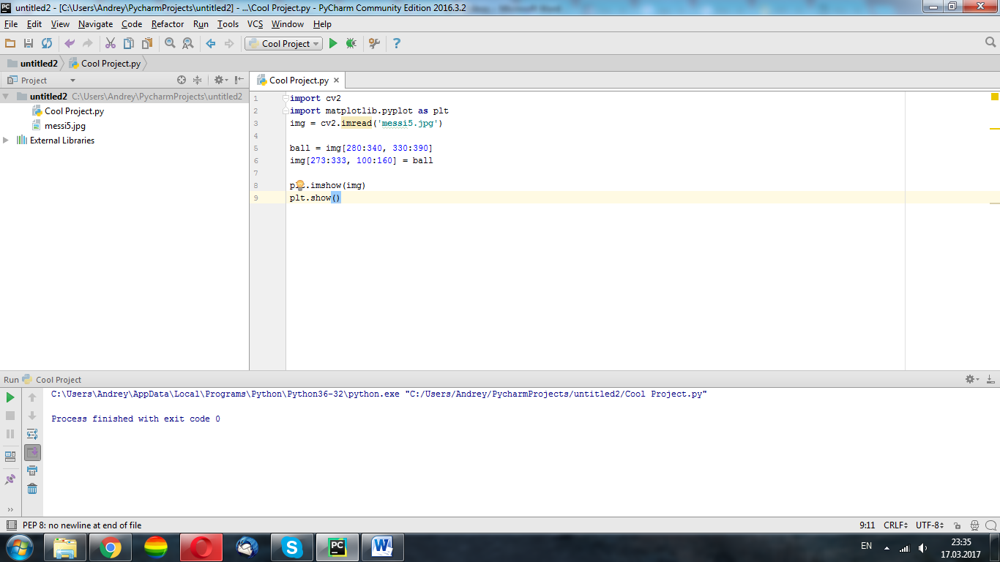 untitled2 - [C:\Users\Andrey\PycharmProjects\untitled2] - ...\Cool Project.py - PyCharm Community Edition 2016.3.2
File Edit View Navigate Code Refactor Run Tools VCS Window Help
Cool Project
untitled2 Cool Project.py
Project
Cool Project.py
untitled2 C:\Users\Andrey\PycharmProjects\untitled2
Cool Project.py
messi5.jpg
External Libraries
1 import cv2
2 import matplotlib.pyplot as plt
3 img = cv2.imread('messi5.jpg')
4
5 ball = img[280:340, 330:390]
6 img[273:333, 100:160] = ball
7
8 plt.imshow(img)
9 plt.show()
Run Cool Project
C:\Users\Andrey\AppData\Local\Programs\Python\Python36-32\python.exe "C:/Users/Andrey/PycharmProjects/untitled2/Cool Project.py"
Process finished with exit code 0
PEP 8: no newline at end of file
9:11 CRLF UTF-8
EN
23:35
17.03.2017